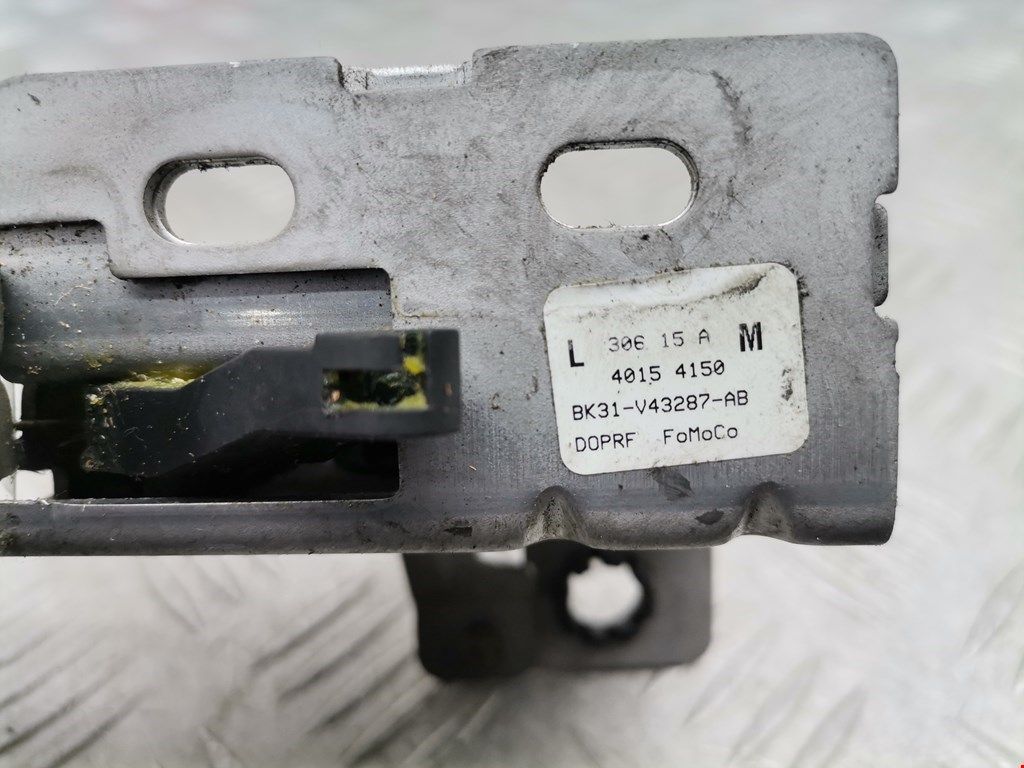 L 306 15 A M
4015 4150
BK31-V43287-AB
DOPRF FoMoCo